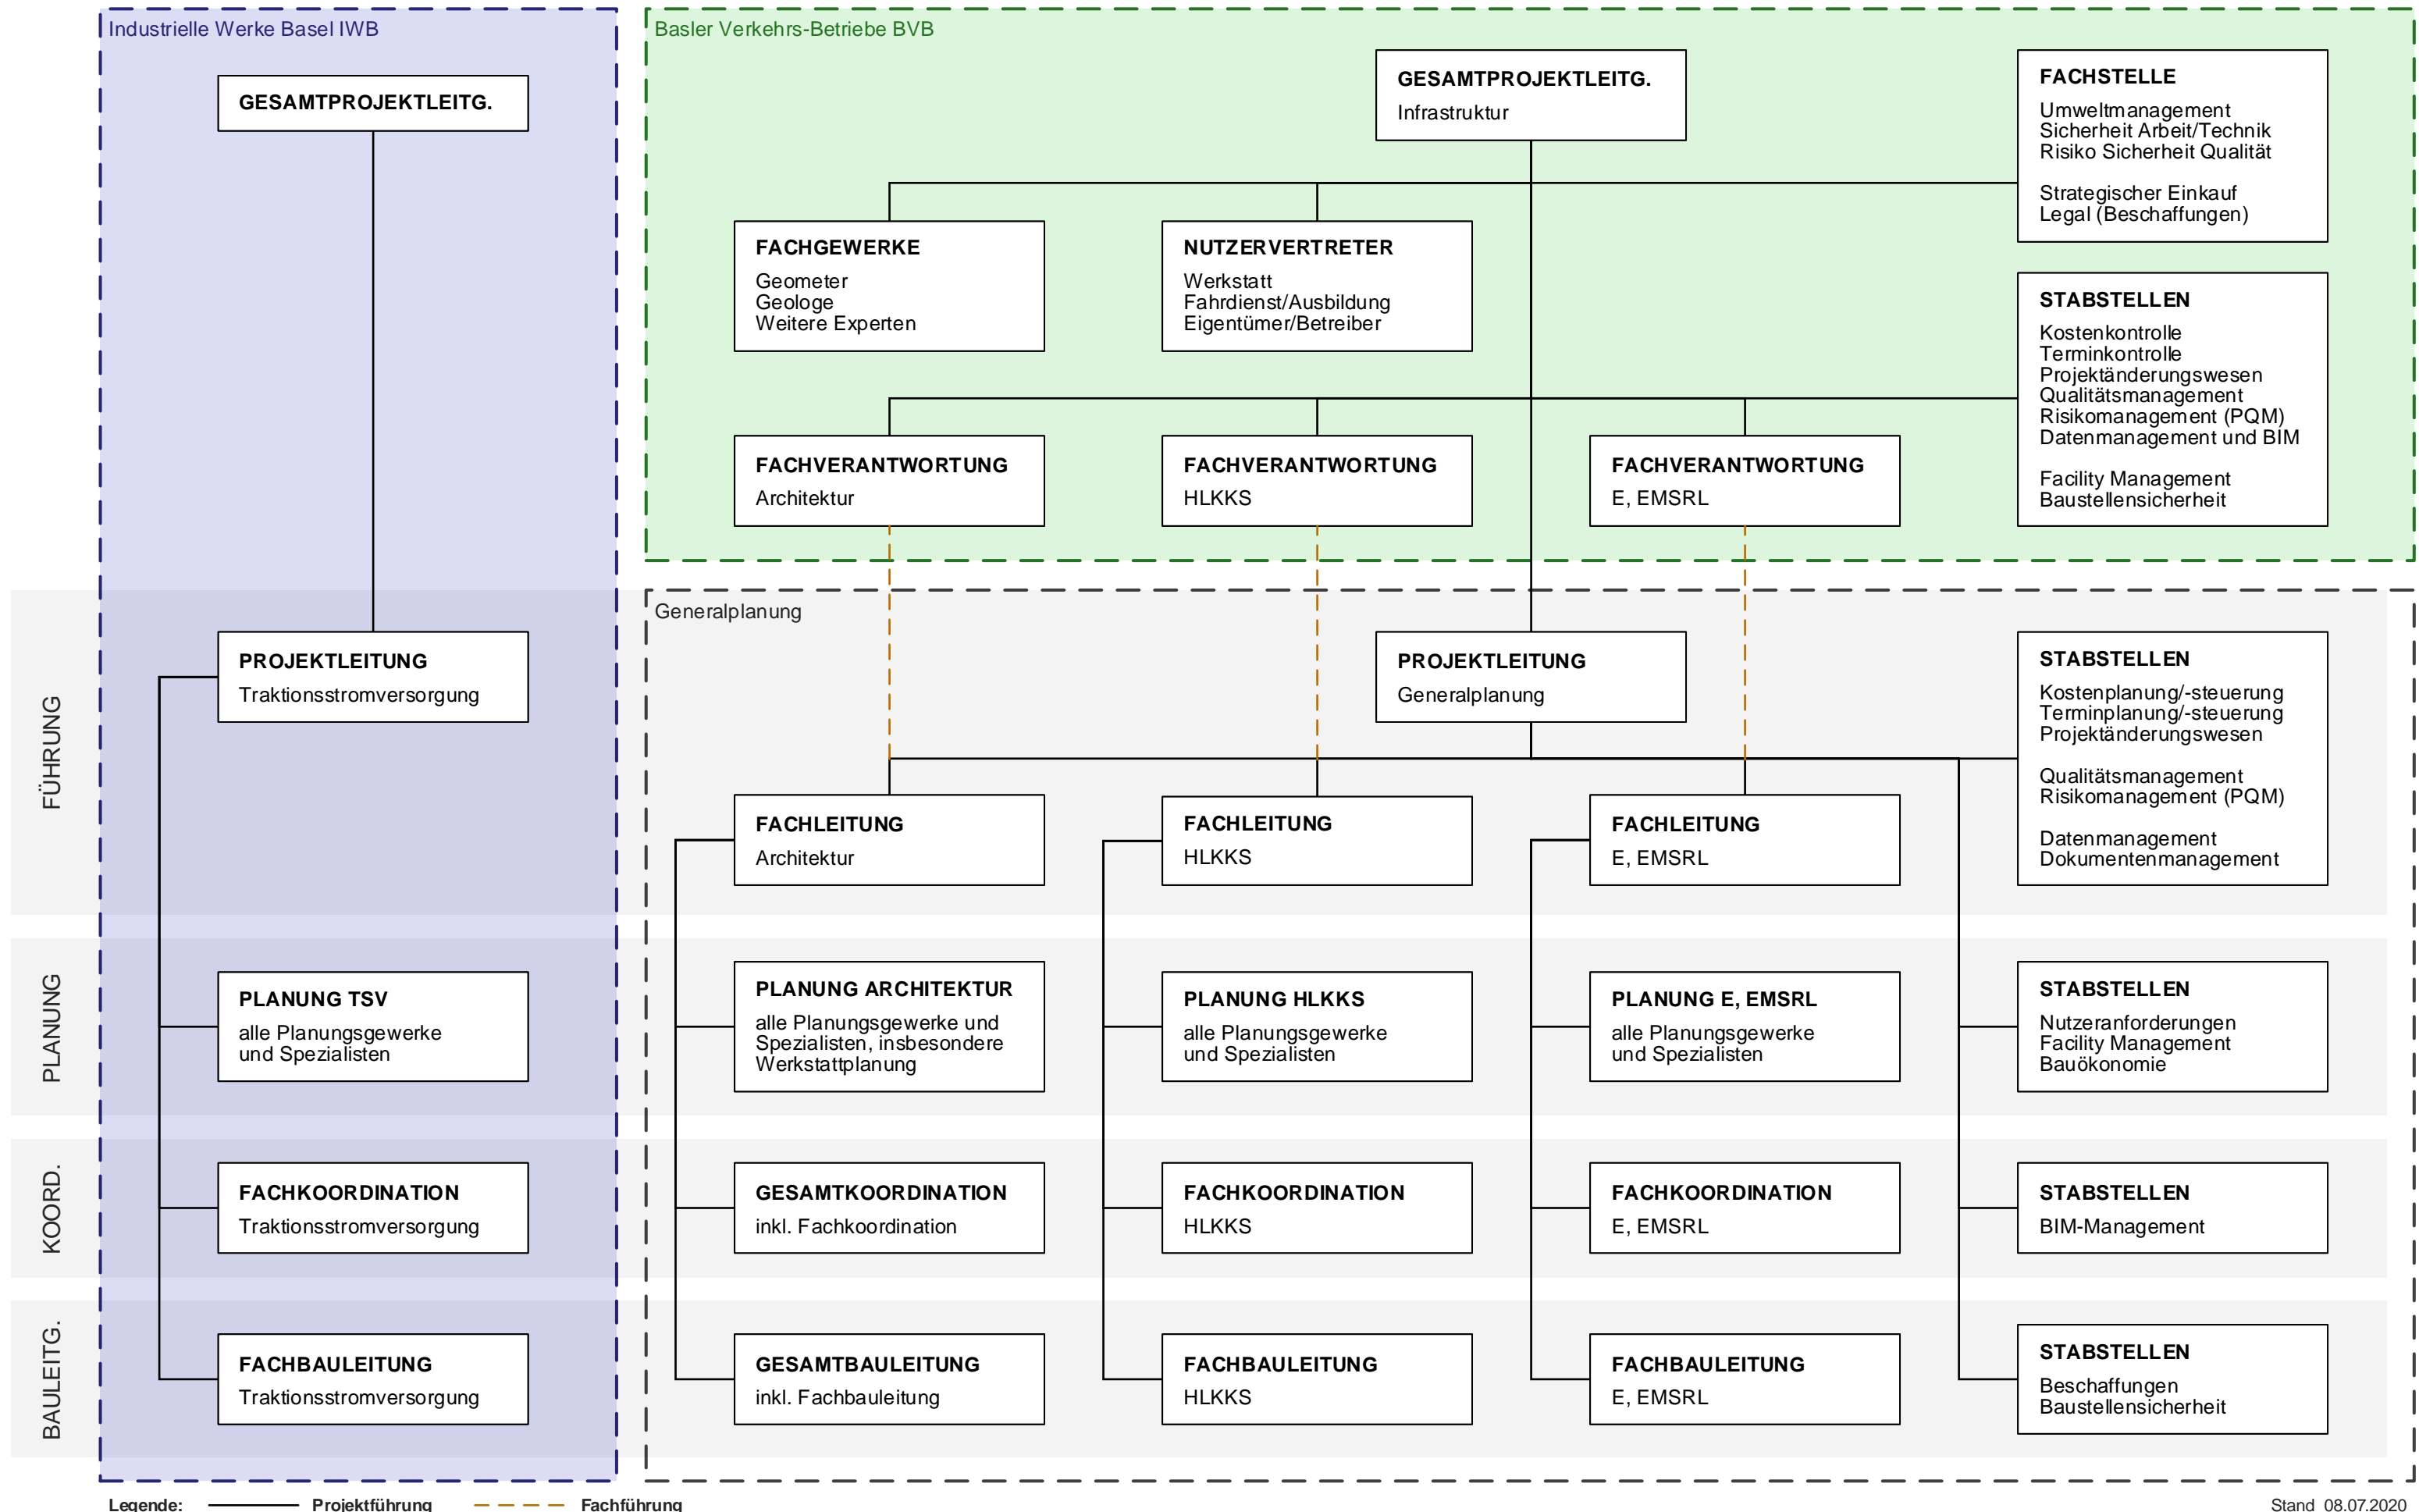 Industrielle Werke Basel IWB
GESAMTPROJEKTLEITG.
Basler Verkehrs-Betriebe BVB
GESAMTPROJEKTLEITG.
Infrastruktur
FACHSTELLE
Umweltmanagement
Sicherheit Arbeit/Technik
Risiko Sicherheit Qualität
Strategischer Einkauf
Legal (Beschaffungen)
FACHGEWERKE
Geometer
Geologe
Weitere Experten
NUTZERVERTRETER
Werkstatt
Fahrdienst/Ausbildung
Eigentümer/Betreiber
STABSTELLEN
Kostenkontrolle
Terminkontrolle
Projektänderungswesen
Qualitätsmanagement
Risikomanagement (PQM)
Datenmanagement und BIM
Facility Management
Baustellensicherheit
FACHVERANTWORTUNG
Architektur
FACHVERANTWORTUNG
HLKKS
FACHVERANTWORTUNG
E, EMSRL
Generalplanung
FÜHRUNG
PROJEKTLEITUNG
Traktionsstromversorgung
PROJEKTLEITUNG
Generalplanung
STABSTELLEN
Kostenplanung/-steuerung
Terminplanung/-steuerung
Projektänderungswesen
Qualitätsmanagement
Risikomanagement (PQM)
Datenmanagement
Dokumentenmanagement
FACHLEITUNG
Architektur
FACHLEITUNG
HLKKS
FACHLEITUNG
E, EMSRL
PLANUNG
PLANUNG TSV
alle Planungsgewerke
und Spezialisten
PLANUNG ARCHITEKTUR
alle Planungsgewerke und
Spezialisten, insbesondere
Werkstattplanung
PLANUNG HLKKS
alle Planungsgewerke
und Spezialisten
PLANUNG E, EMSRL
alle Planungsgewerke
und Spezialisten
STABSTELLEN
Nutzeranforderungen
Facility Management
Bauökonomie
KOORD.
FACHKOORDINATION
Traktionsstromversorgung
GESAMTKOORDINATION
inkl. Fachkoordination
FACHKOORDINATION
HLKKS
FACHKOORDINATION
E, EMSRL
STABSTELLEN
BIM-Management
BAULEITG.
FACHBAULEITUNG
Traktionsstromversorgung
GESAMTBAULEITUNG
inkl. Fachbauleitung
FACHBAULEITUNG
HLKKS
FACHBAULEITUNG
E, EMSRL
STABSTELLEN
Beschaffungen
Baustellensicherheit
Legende: Projektführung Fachführung
Stand 08.07.2020